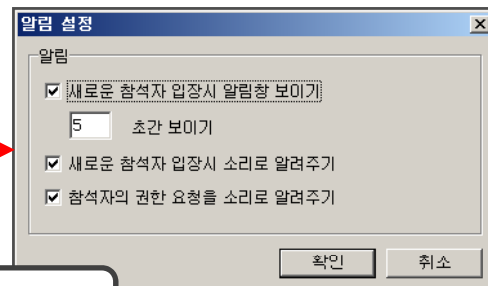 알림 설정
알림
새로운 참석자 입장시 알림창 보이기
5 초간 보이기
새로운 참석자 입장시 소리로 알려주기
참석자의 권한 요청을 소리로 알려주기
확인 취소